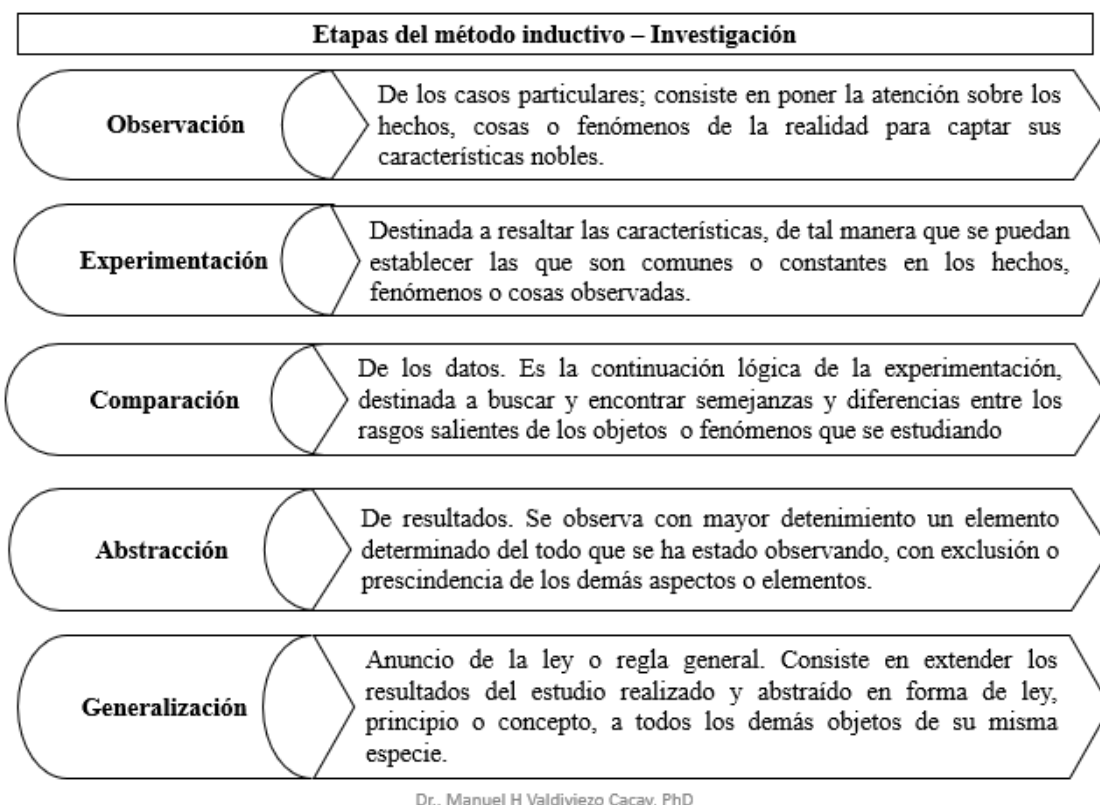 Etapas del método inductivo – Investigación
Observación
De los casos particulares; consiste en poner la atención sobre los
hechos, cosas o fenómenos de la realidad para captar sus
características nobles.
Experimentación
Destinada a resaltar las características, de tal manera que se puedan
establecer las que son comunes o constantes en los hechos,
fenómenos o cosas observadas.
Comparación
De los datos. Es la continuación lógica de la experimentación,
destinada a buscar y encontrar semejanzas y diferencias entre los
rasgos salientes de los objetos o fenómenos que se estudiando
Abstracción
De resultados. Se observa con mayor detenimiento un elemento
determinado del todo que se ha estado observando, con exclusión o
prescindencia de los demás aspectos o elementos.
Generalización
Anuncio de la ley o regla general. Consiste en extender los
resultados del estudio realizado y abstraído en forma de ley,
principio o concepto, a todos los demás objetos de su misma
especie.
Dr., Manuel H Valdiviezo Cacay, PhD